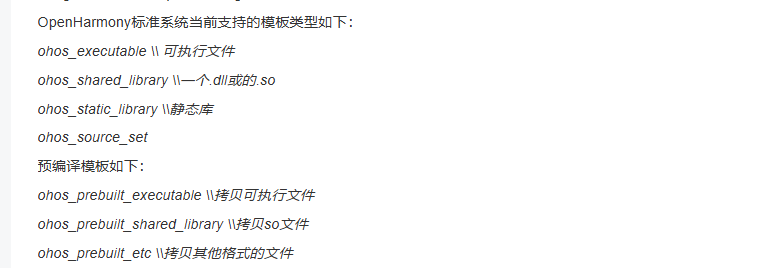 OpenHarmony标准系统当前支持的模板类型如下：
ohos_executable \\ 可执行文件
ohos_shared_library \\一个.dll或的.so
ohos_static_library \\静态库
ohos_source_set
预编译模板如下：
ohos_prebuilt_executable \\拷贝可执行文件
ohos_prebuilt_shared_library \\拷贝so文件
ohos_prebuilt_etc \\拷贝其他格式的文件